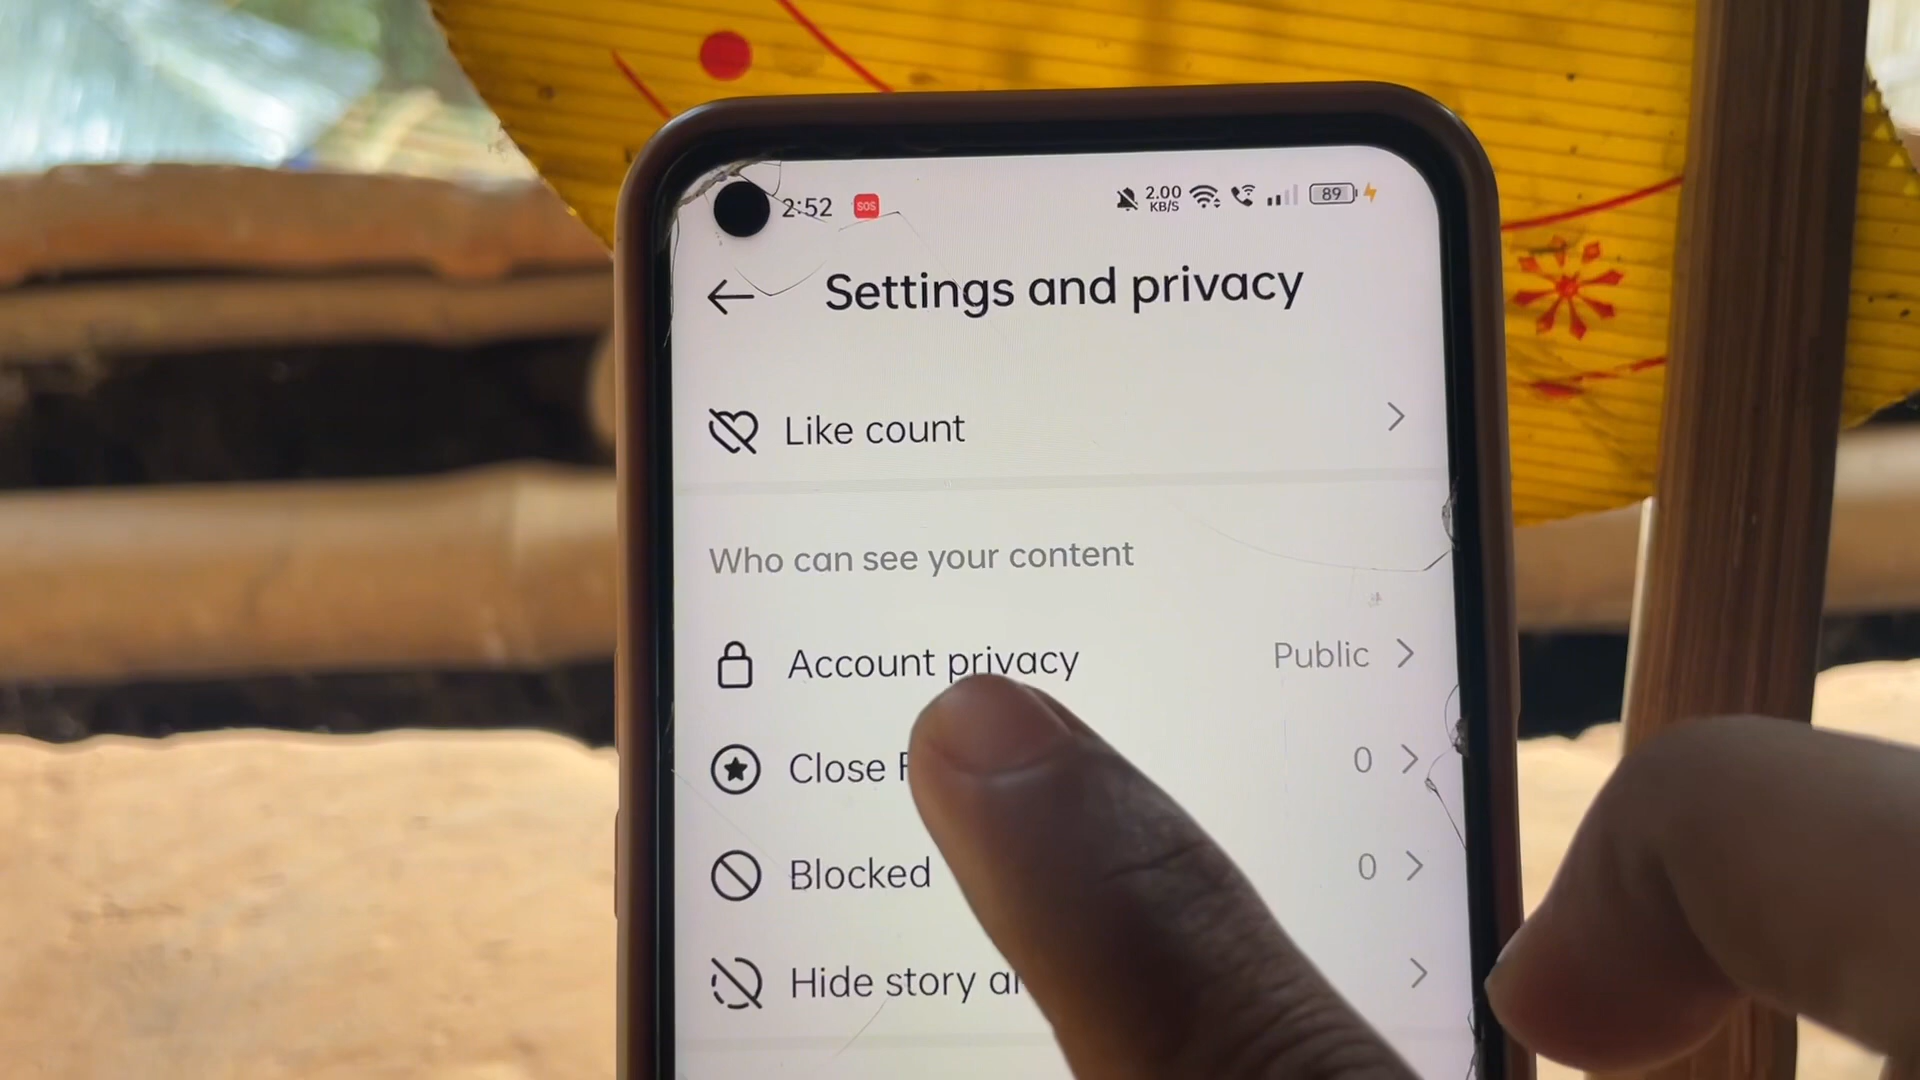 2:52 SOS 2.00 KB/S 89
Settings and privacy
Like count
Who can see your content
Account privacy Public
Close 0
Blocked 0
Hide story